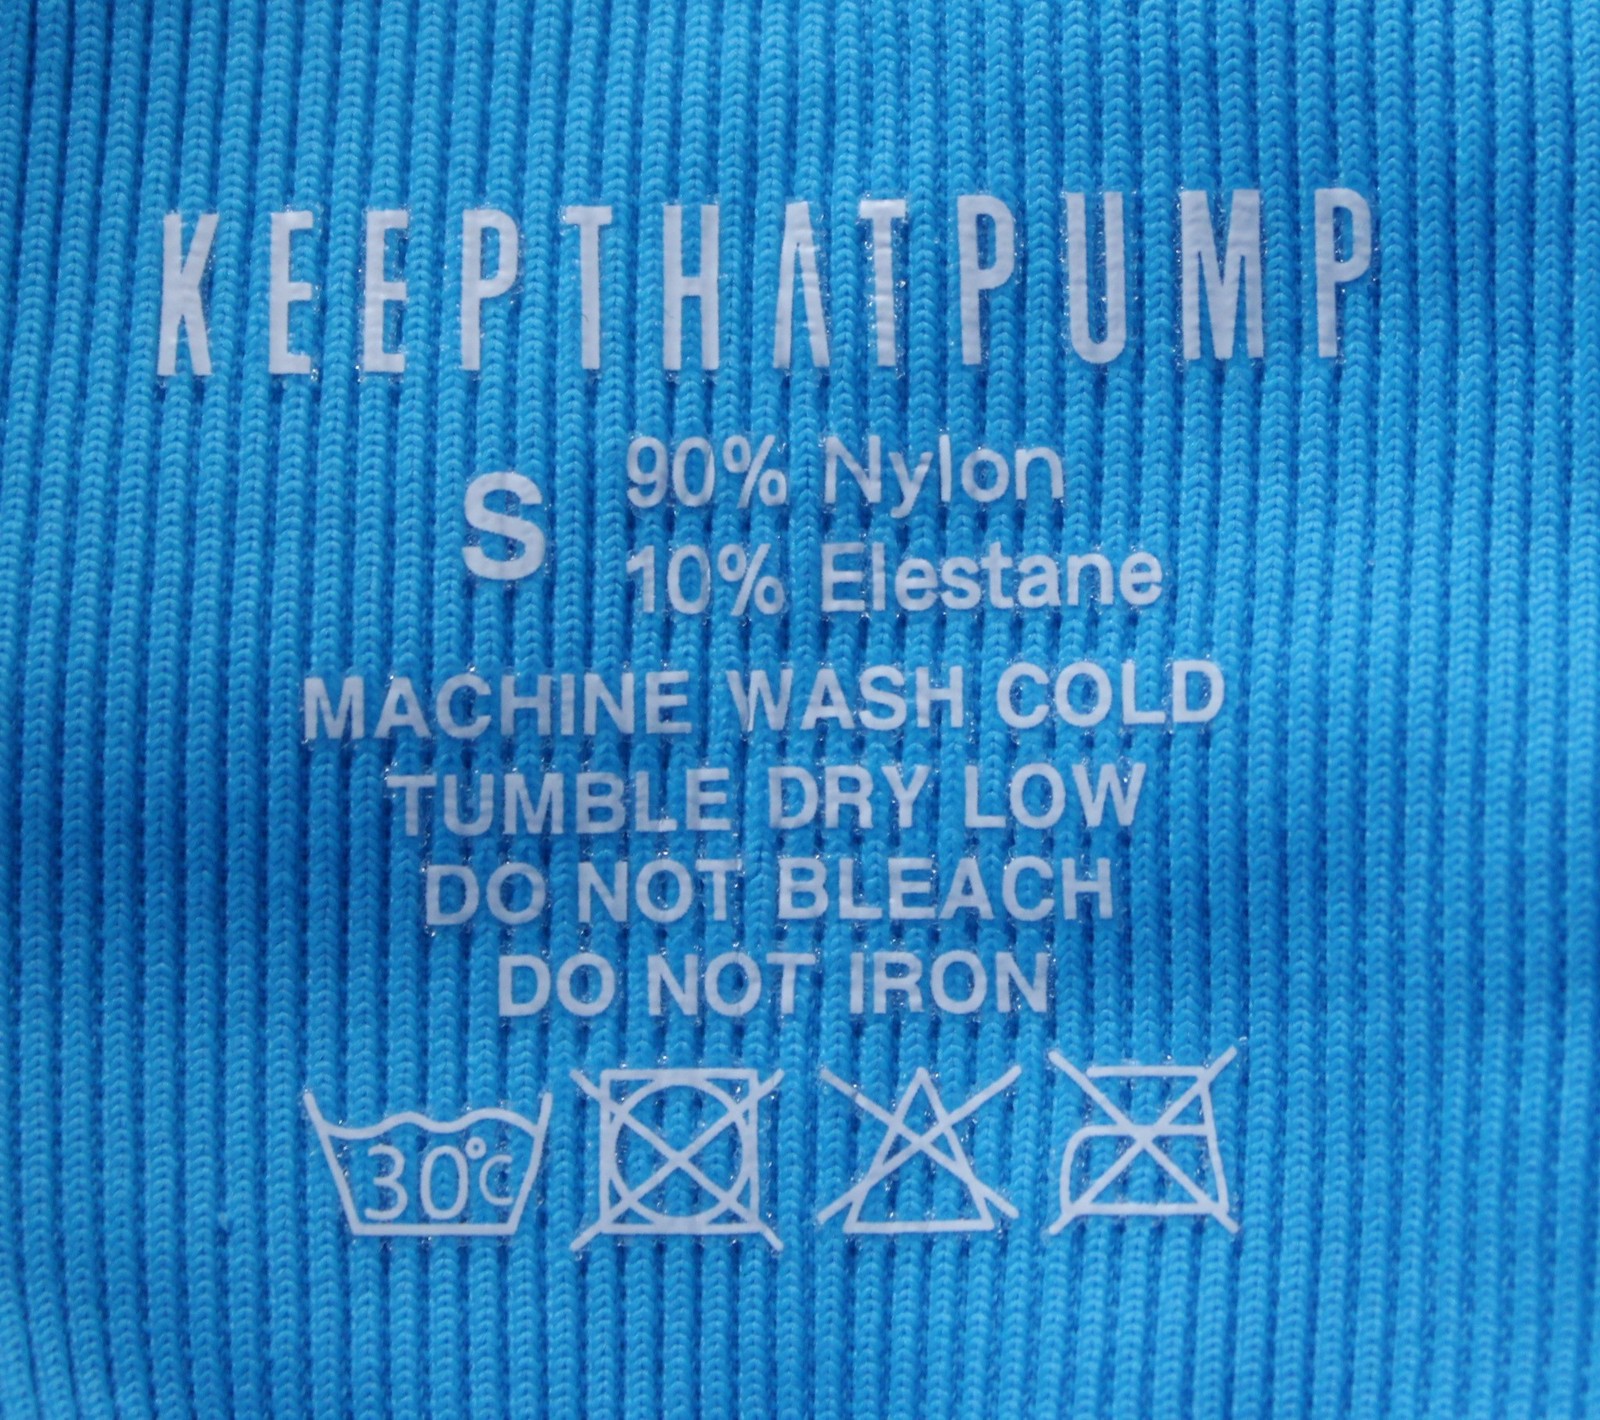 KEEPTHATPUMP
S
90% Nylon
10% Elestane
MACHINE WASH COLD
TUMBLE DRY LOW
DO NOT BLEACH
DO NOT IRON
30°C